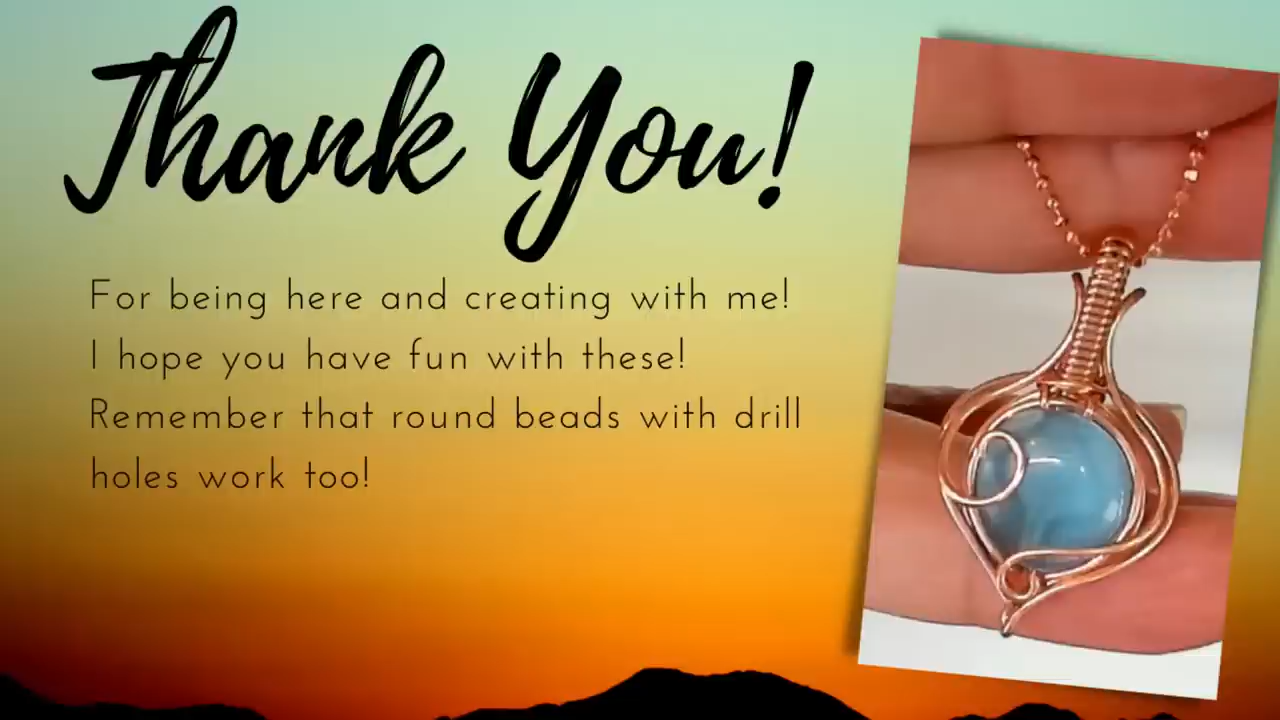 Thank You!
For being here and creating with me!
I hope you have fun with these!
Remember that round beads with drill
holes work too!